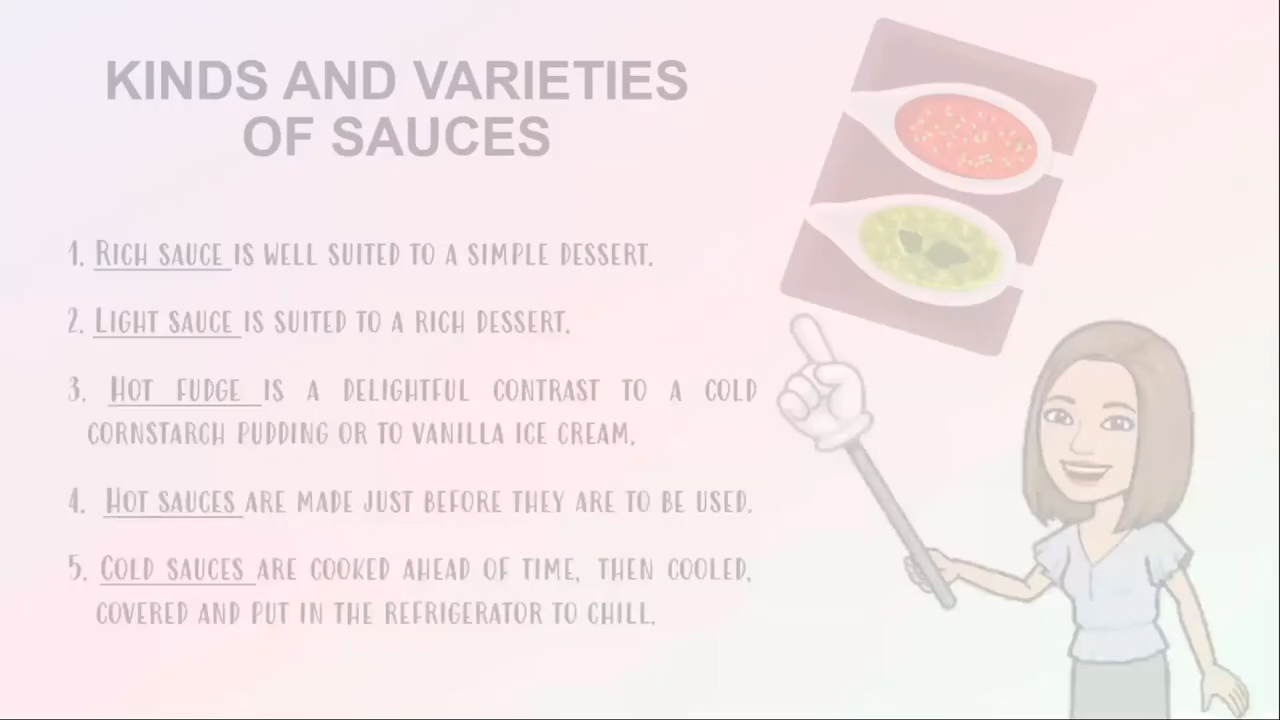 KINDS AND VARIETIES
OF SAUCES
1. RICH SAUCE IS WELL SUITED TO A SIMPLE DESSERT.
2. LIGHT SAUCE IS SUITED TO A RICH DESSERT.
3. HOT FUDGE IS A DELIGHTFUL CONTRAST TO A COLD
CORNSTARCH PUDDING OR TO VANILLA ICE CREAM.
4. HOT SAUCES ARE MADE JUST BEFORE THEY ARE TO BE USED.
5. COLD SAUCES ARE COOKED AHEAD OF TIME, THEN COOLED,
COVERED AND PUT IN THE REFRIGERATOR TO CHILL.